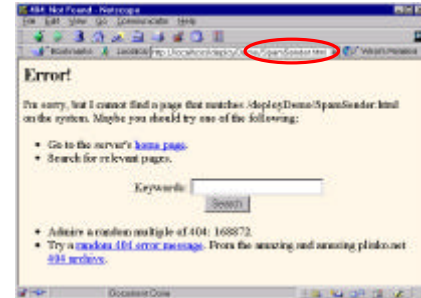 404 Not Found - Netscape
File Edit View Go Communicator Help
Bookmarks Location: http://localhost/deployDemo/SpamSender.html What's Related
Error!
I'm sorry, but I cannot find a page that matches /deployDemo/SpamSender.html
on the system. Maybe you should try one of the following:
Go to the server's home page.
Search for relevant pages.
Keywords:
Search
Admire a random multiple of 404: 168872.
Try a random 404 error message. From the amazing and amusing plinko.net
404 archive.
Document: Done